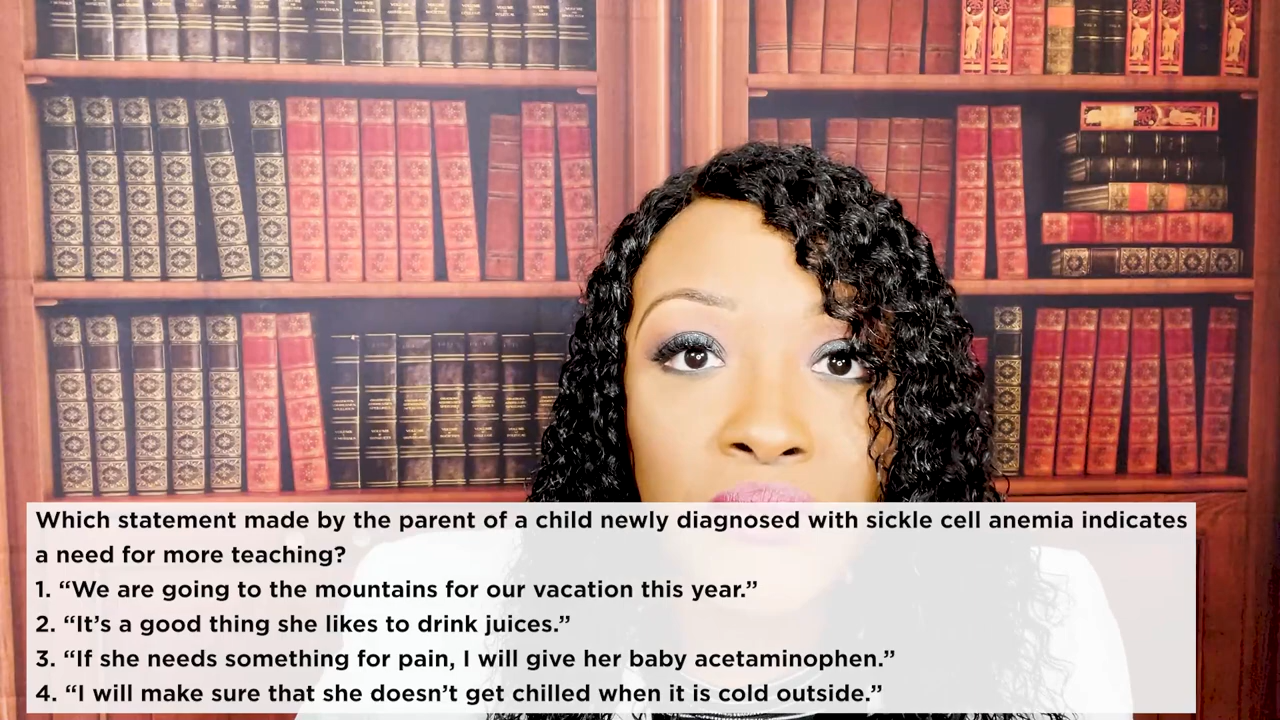 Which statement made by the parent of a child newly diagnosed with sickle cell anemia indicates
a need for more teaching?
1. “We are going to the mountains for our vacation this year.”
2. “It’s a good thing she likes to drink juices.”
3. “If she needs something for pain, I will give her baby acetaminophen.”
4. “I will make sure that she doesn’t get chilled when it is cold outside.”